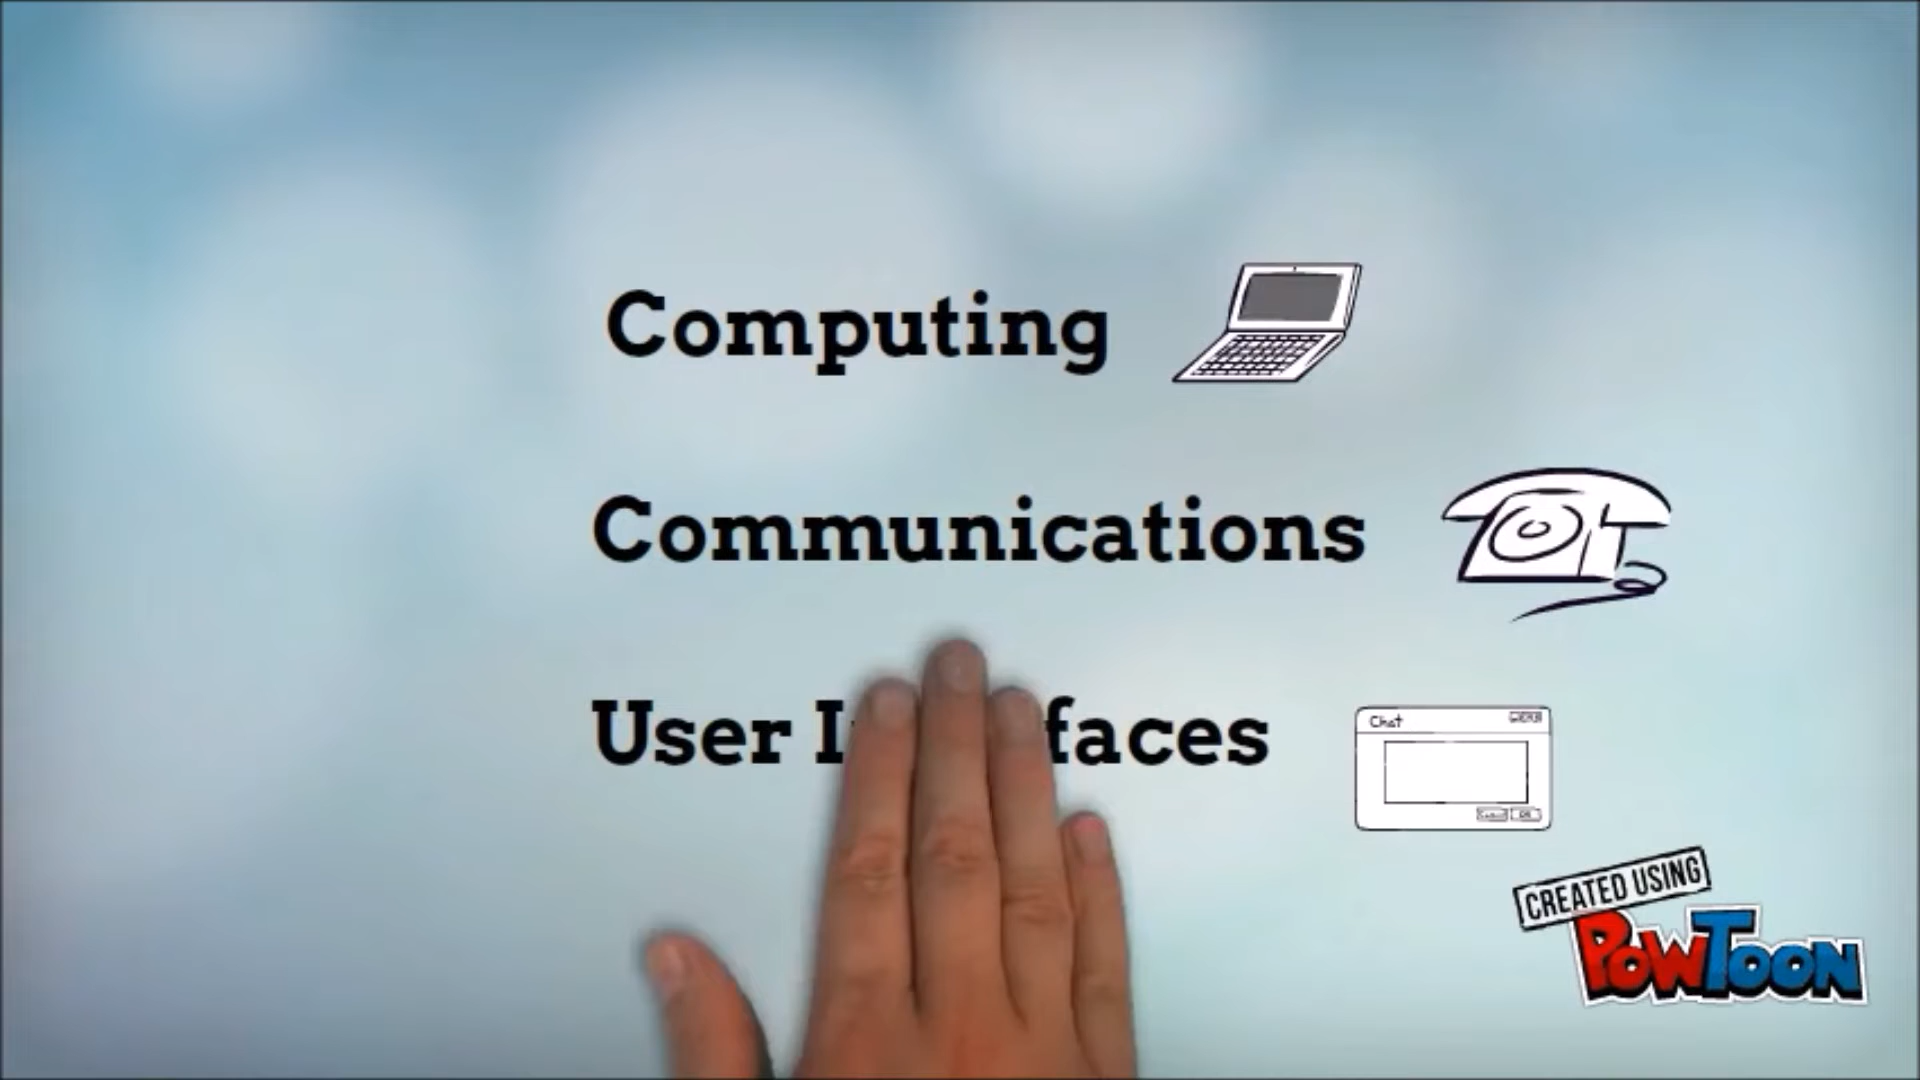 Computing
Communications
User I faces
Chat
CREATED USING
POWTOON